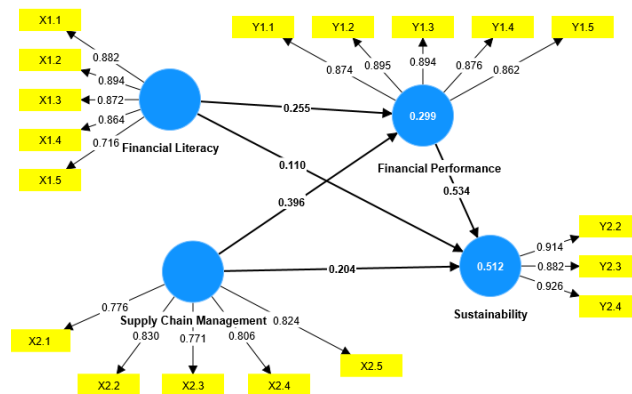 X1.1
X1.2
X1.3
X1.4
X1.5
0.882
0.894
0.872
0.864
0.716
Financial Literacy
Y1.1
Y1.2
Y1.3
Y1.4
Y1.5
0.874
0.895
0.894
0.876
0.862
0.255
0.299
Financial Performance
0.110
0.396
0.534
0.204
0.512
Sustainability
0.914
0.882
0.926
Y2.2
Y2.3
Y2.4
Supply Chain Management
0.776
0.830
0.771
0.806
0.824
X2.1
X2.2
X2.3
X2.4
X2.5